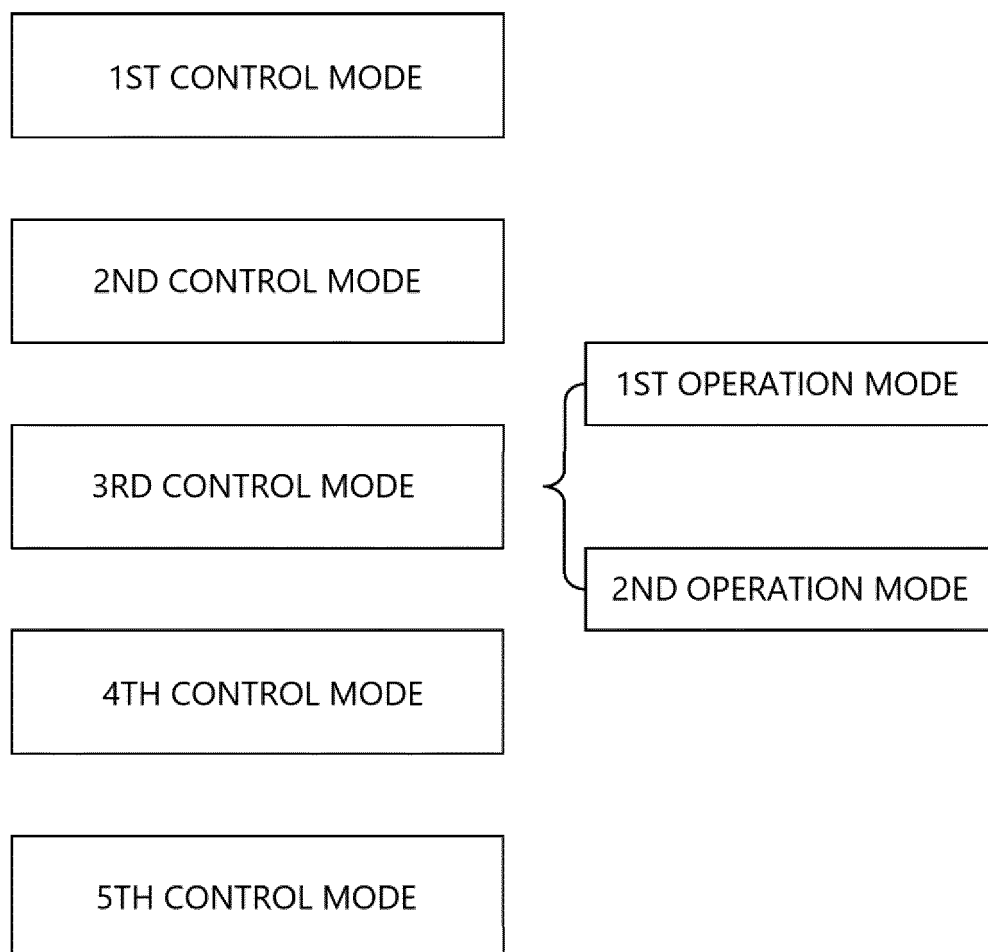 1ST CONTROL MODE
2ND CONTROL MODE
1ST OPERATION MODE
3RD CONTROL MODE
2ND OPERATION MODE
4TH CONTROL MODE
5TH CONTROL MODE